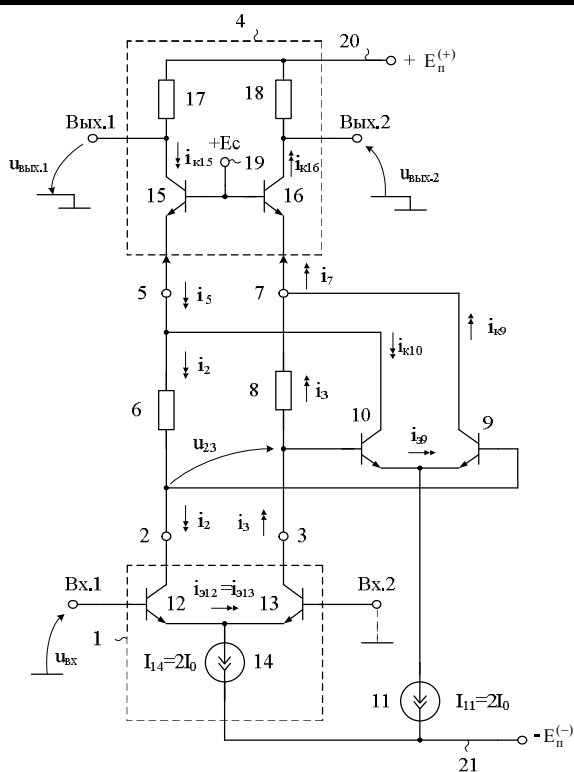 4
20
+ Eп(+)
17
18
Вых.1
+Ес
Вых.2
iк15
19
iк16
uвых.1
uвых.2
15
16
i7
5
i5
7
iк9
iк10
i2
6
8
i3
10
9
iэ9
u23
i2
i3
2
3
Вх.1
iэ12=iэ13
Вх.2
12
13
1
I14=2I0
14
uвх
11
I11=2I0
- Eп(−)
21